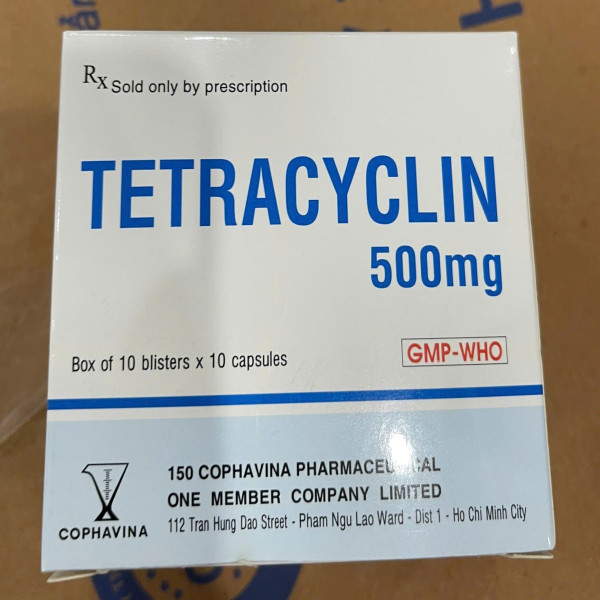 Rx Sold only by prescription
TETRACYCLIN
500mg
Box of 10 blisters x 10 capsules
GMP-WHO
150 COPHAVINA PHARMACEUTICAL
ONE MEMBER COMPANY LIMITED
112 Tran Hung Dao Street - Pham Ngu Lao Ward - Dist 1 - Ho Chi Minh City
COPHAVINA